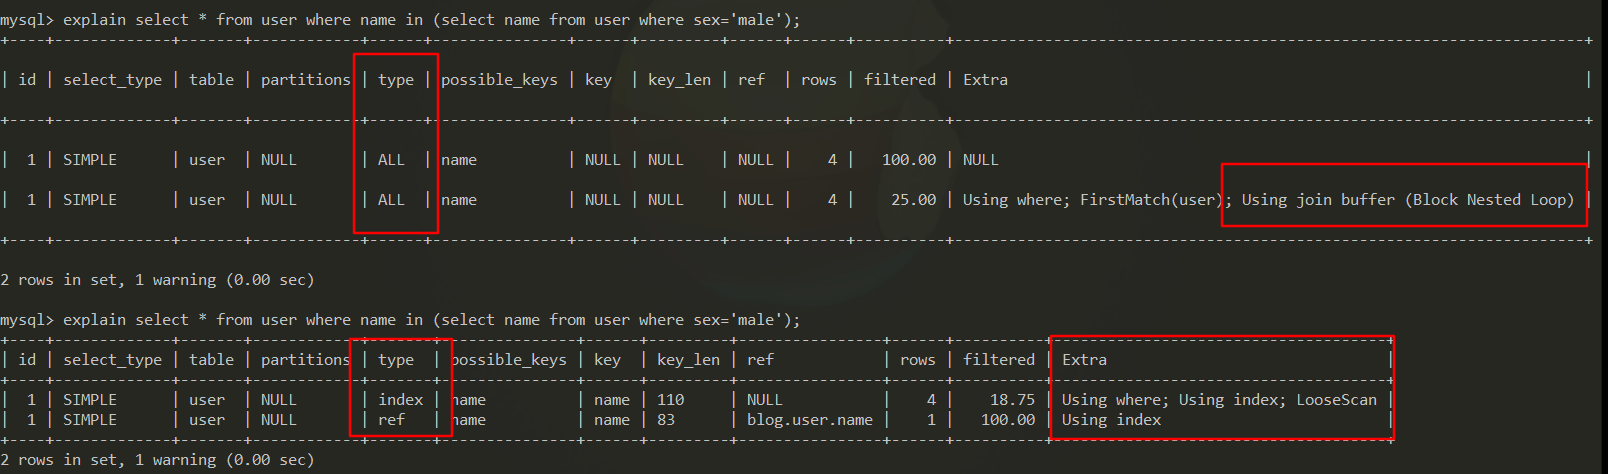 mysql> explain select * from user where name in (select name from user where sex='male');
+----+-------------+-------+------------+------+---------------+------+---------+------+------+----------+-----------------------------------------------------------------------+
| id | select_type | table | partitions | type | possible_keys | key  | key_len | ref  | rows | filtered | Extra                                                                 |
+----+-------------+-------+------------+------+---------------+------+---------+------+------+----------+-----------------------------------------------------------------------+
|  1 | SIMPLE      | user  | NULL       | ALL  | name          | NULL | NULL    | NULL |    4 |   100.00 | NULL                                                                  |
|  1 | SIMPLE      | user  | NULL       | ALL  | name          | NULL | NULL    | NULL |    4 |    25.00 | Using where; FirstMatch(user); Using join buffer (Block Nested Loop) |
+----+-------------+-------+------------+------+---------------+------+---------+------+------+----------+-----------------------------------------------------------------------+
2 rows in set, 1 warning (0.00 sec)
mysql> explain select * from user where name in (select name from user where sex='male');
+----+-------------+-------+------------+-------+---------------+------+---------+----------------+------+----------+-------------------------------------+
| id | select_type | table | partitions | type  | possible_keys | key  | key_len | ref            | rows | filtered | Extra                               |
+----+-------------+-------+------------+-------+---------------+------+---------+----------------+------+----------+-------------------------------------+
|  1 | SIMPLE      | user  | NULL       | index | name          | name | 110     | NULL           |    4 |    18.75 | Using where; Using index; LooseScan |
|  1 | SIMPLE      | user  | NULL       | ref   | name          | name | 83      | blog.user.name |    1 |   100.00 | Using index                         |
+----+-------------+-------+------------+-------+---------------+------+---------+----------------+------+----------+-------------------------------------+
2 rows in set, 1 warning (0.00 sec)